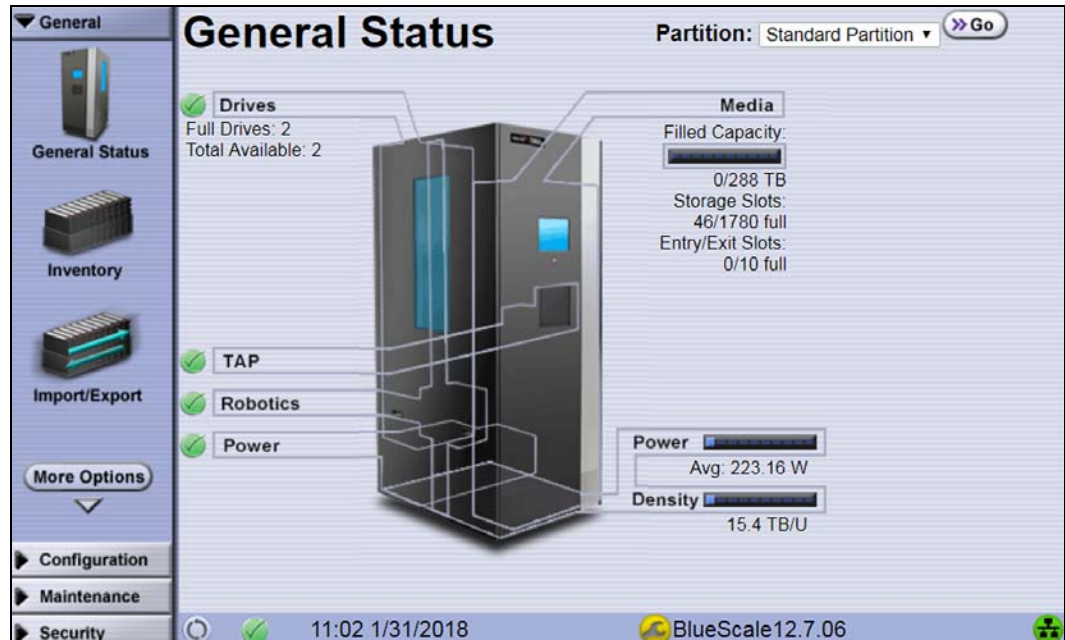 General
General Status
Inventory
Import/Export
More Options
Configuration
Maintenance
Security
General Status
Partition: Standard Partition Go
Drives
Full Drives: 2
Total Available: 2
Media
Filled Capacity:
0/288 TB
Storage Slots:
46/1780 full
Entry/Exit Slots:
0/10 full
TAP
Robotics
Power
Power
Avg: 223.16 W
Density
15.4 TB/U
11:02 1/31/2018
BlueScale12.7.06